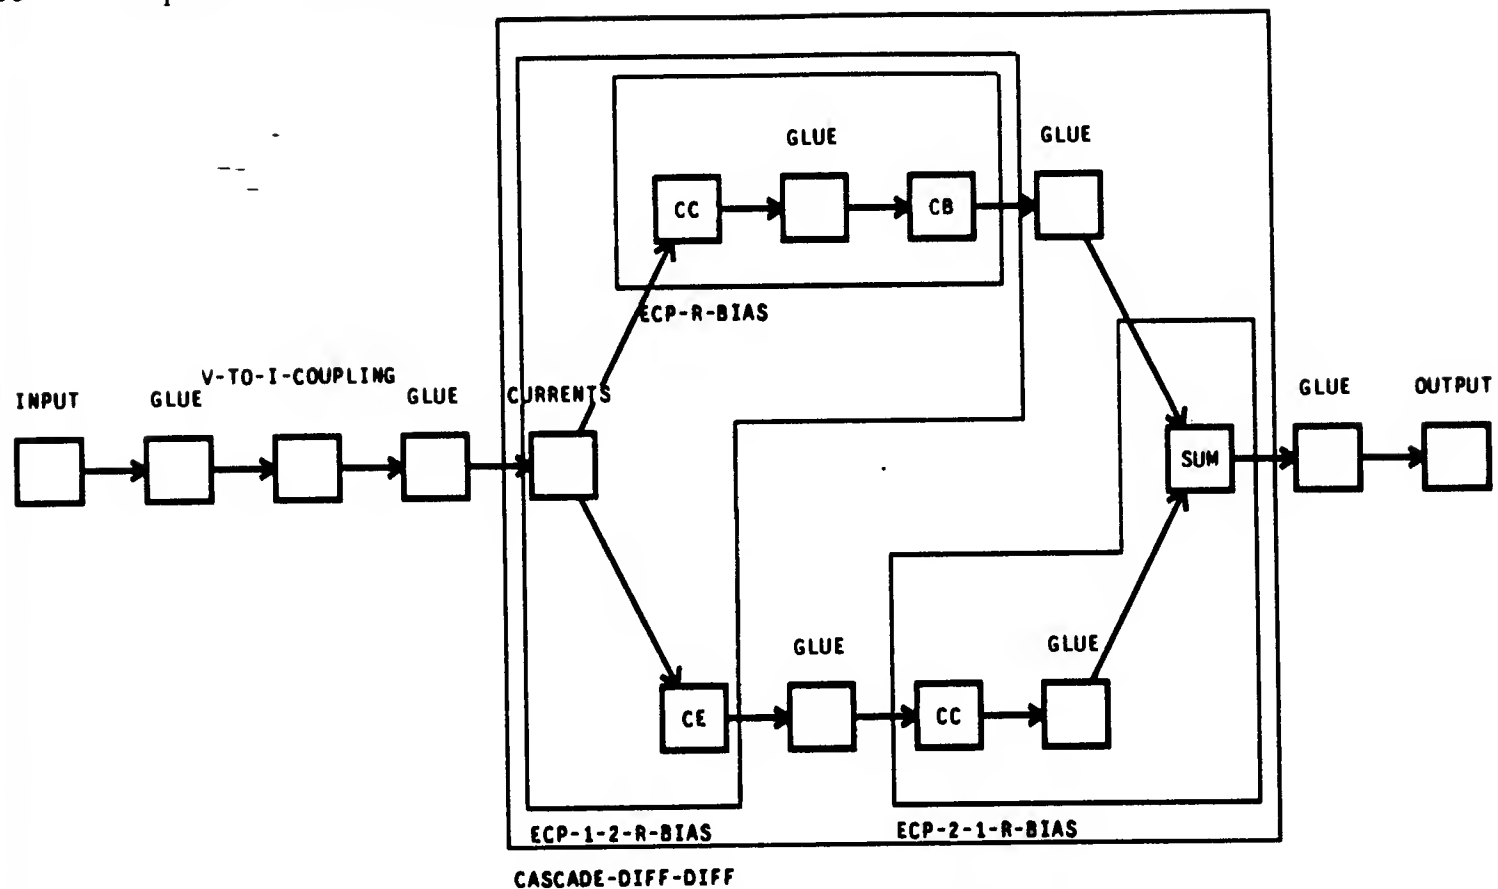 GLUE
GLUE
CC
CB
ECP-R-BIAS
V-TO-I-COUPLING
INPUT
GLUE
GLUE
CURRENTS
GLUE
OUTPUT
SUM
GLUE
GLUE
CE
CC
ECP-1-2-R-BIAS
ECP-2-1-R-BIAS
CASCADE-DIFF-DIFF